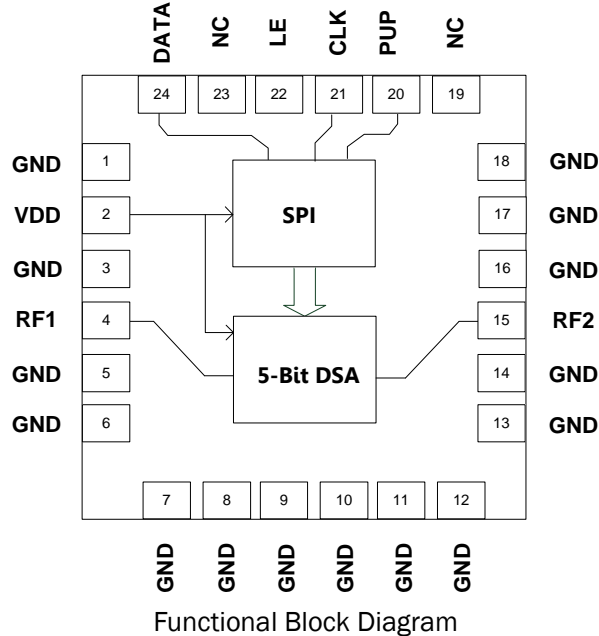 DATA NC LE CLK PUP NC
24 23 22 21 20 19
GND 1 18 GND
VDD 2 SPI 17 GND
GND 3 16 GND
RF1 4 15 RF2
GND 5 5-Bit DSA 14 GND
GND 6 13 GND
7 8 9 10 11 12
GND GND GND GND GND GND
Functional Block Diagram